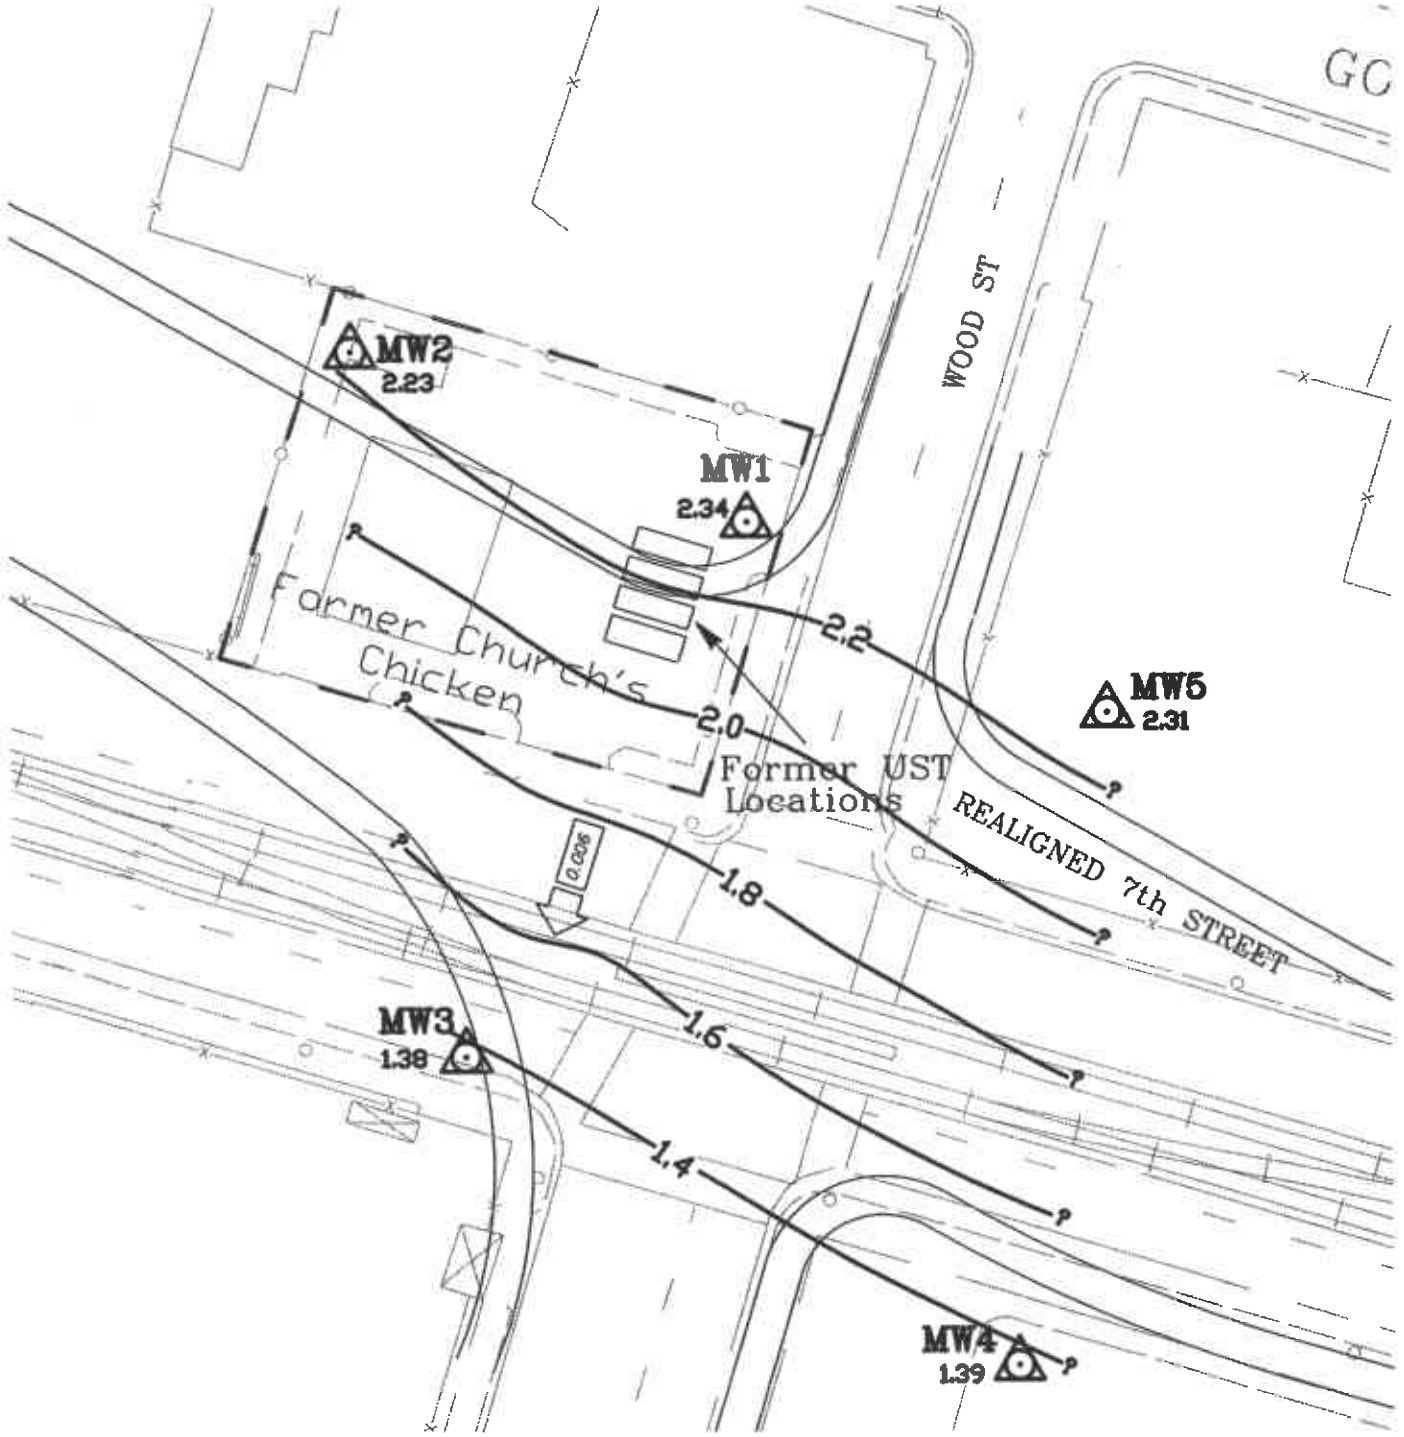 GC
WOOD ST
MW2
2.23
MW1
2.34
?
Former Church's
Chicken
2.2
MW5
2.31
?
2.0
?
Former UST
Locations
REALIGNED 7th STREET
?
0.006
1.8
?
?
MW3
1.38
1.6
?
1.4
?
MW4
1.39
?